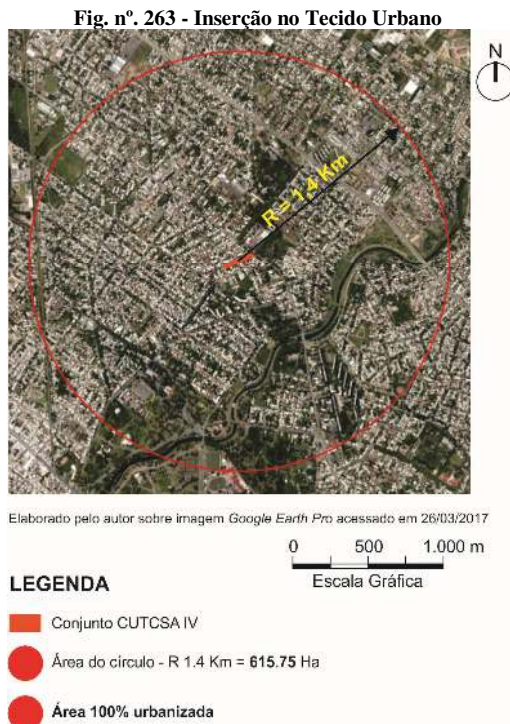 Fig. nº. 263 - Inserção no Tecido Urbano
N
R = 1.4 Km
Elaborado pelo autor sobre imagem Google Earth Pro acessado em 26/03/2017
0 500 1.000 m
Escala Gráfica
LEGENDA
Conjunto CUTCSA IV
Área do círculo - R 1.4 Km = 615.75 Ha
Área 100% urbanizada